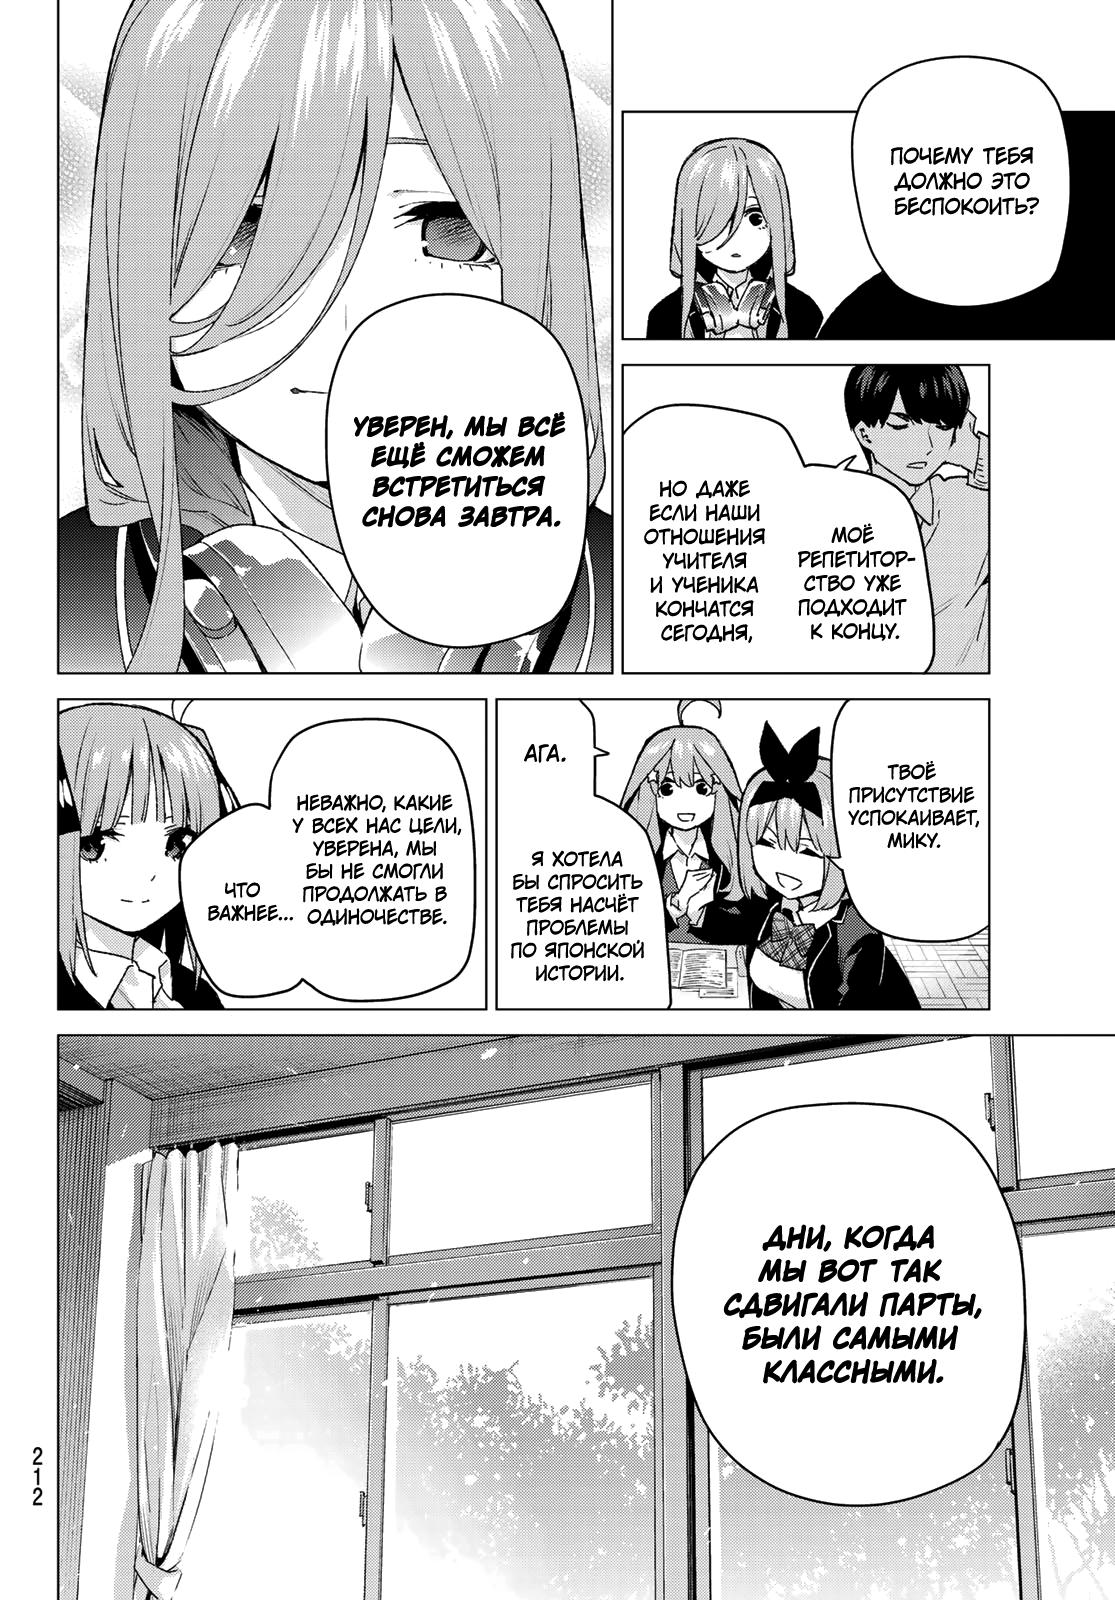 ПОЧЕМУ ТЕБЯ
ДОЛЖНО ЭТО
БЕСПОКОИТЬ?
МОЁ
РЕПЕТИТОР-
СТВО УЖЕ
ПОДХОДИТ
К КОНЦУ.
НО ДАЖЕ
ЕСЛИ НАШИ
ОТНОШЕНИЯ
УЧИТЕЛЯ
И УЧЕНИКА
КОНЧАТСЯ
СЕГОДНЯ,
УВЕРЕН, МЫ ВСЁ
ЕЩЁ СМОЖЕМ
ВСТРЕТИТЬСЯ
СНОВА ЗАВТРА.
ТВОЁ
ПРИСУТСТВИЕ
УСПОКАИВАЕТ,
МИКУ.
АГА.
Я ХОТЕЛА
БЫ СПРОСИТЬ
ТЕБЯ НАСЧЁТ
ПРОБЛЕМЫ
ПО ЯПОНСКОЙ
ИСТОРИИ.
НЕВАЖНО, КАКИЕ
У ВСЕХ НАС ЦЕЛИ,
УВЕРЕНА, МЫ
БЫ НЕ СМОГЛИ
ПРОДОЛЖАТЬ В
ОДИНОЧЕСТВЕ.
ЧТО
ВАЖНЕЕ...
ДНИ, КОГДА
МЫ ВОТ ТАК
СДВИГАЛИ ПАРТЫ,
БЫЛИ САМЫМИ
КЛАССНЫМИ.
212